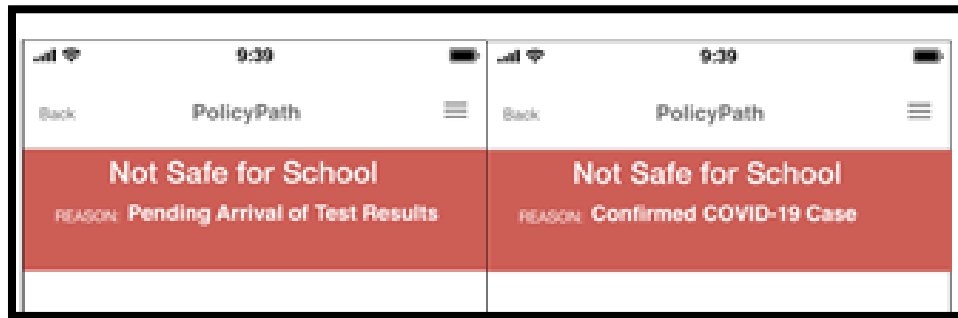 9:39
Back PolicyPath
Not Safe for School
REASON: Pending Arrival of Test Results
9:39
Back PolicyPath
Not Safe for School
REASON: Confirmed COVID-19 Case